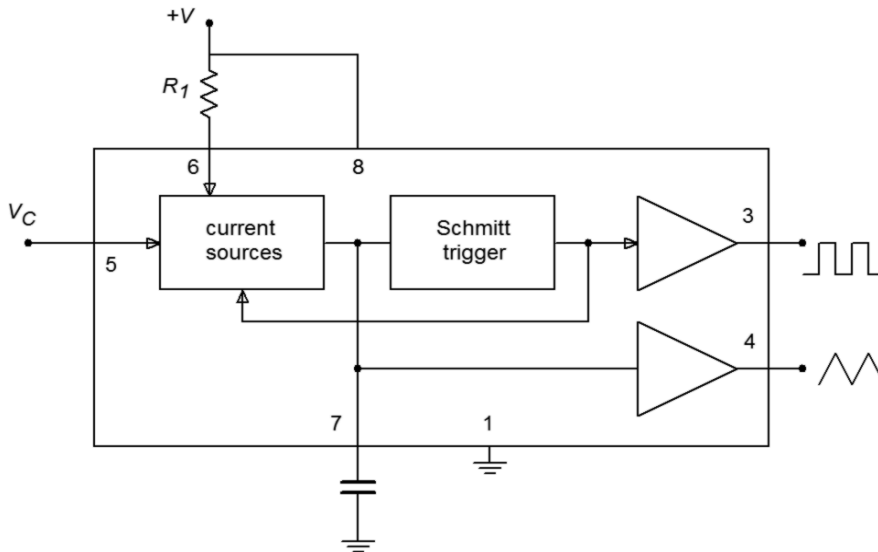 +V
R1
6
8
VC
5
current
sources
Schmitt
trigger
3
4
7
1